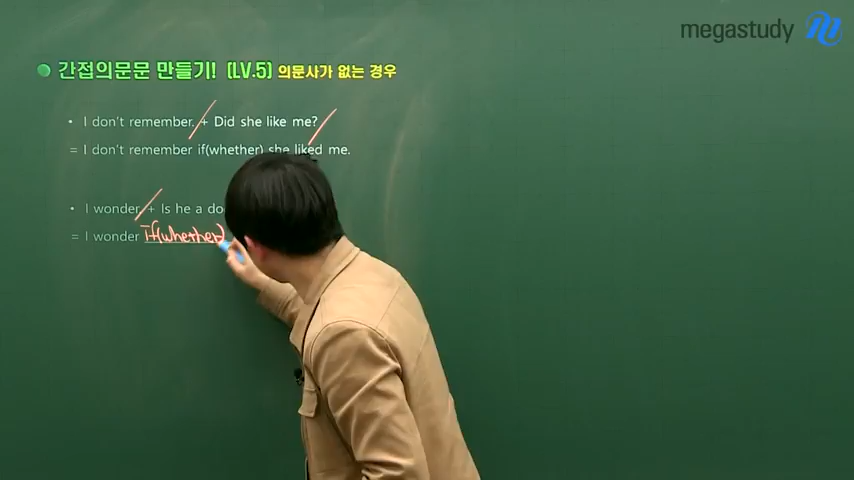 megastudy
간접의문문 만들기! (LV.5) 의문사가 없는 경우
• I don't remember. + Did she like me?
= I don't remember if(whether) she liked me.
• I wonder + Is he a do
= I wonder if(whether)